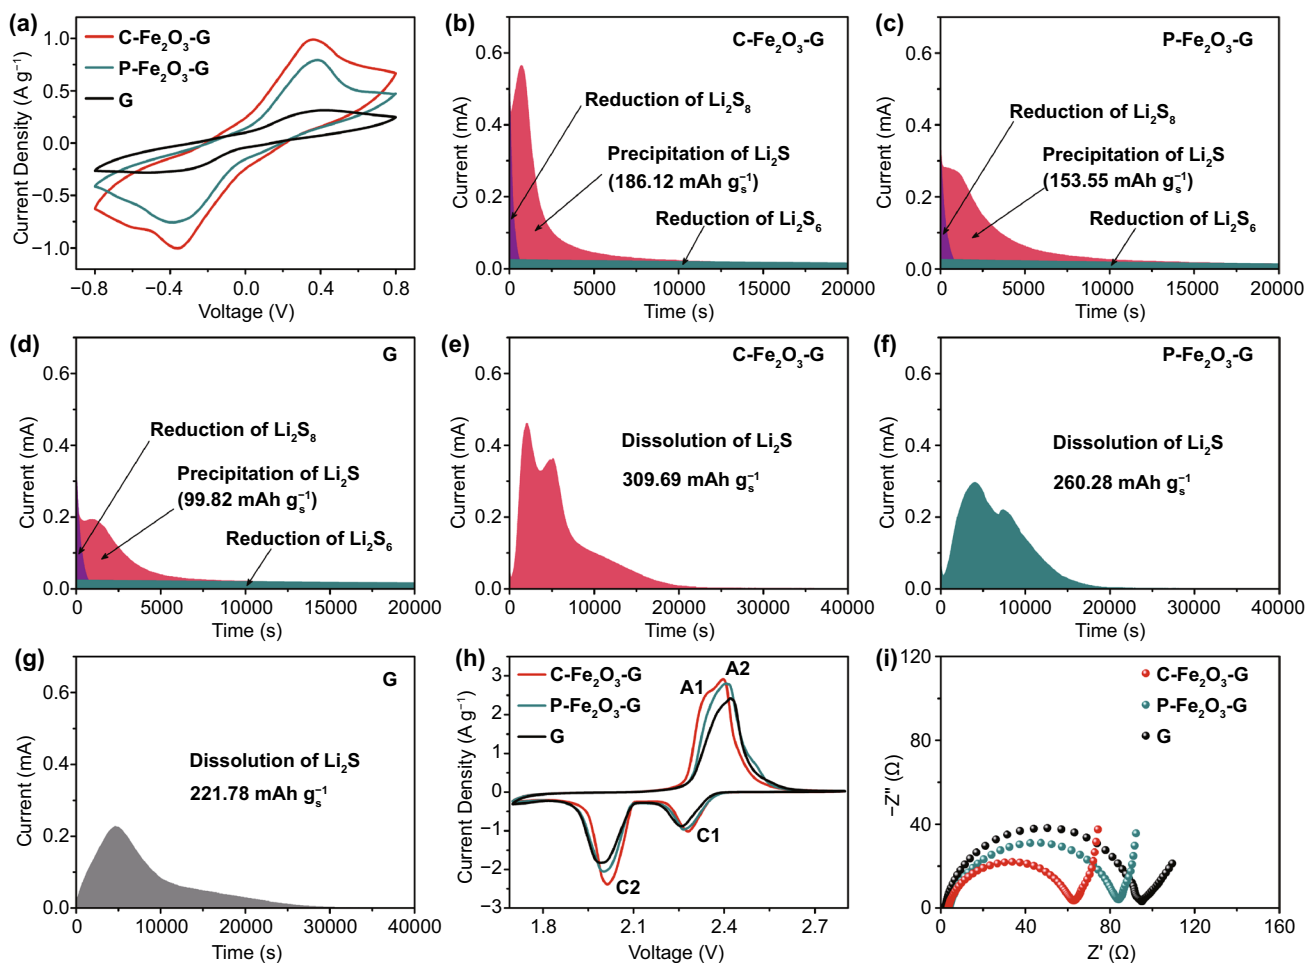 (a)
C-Fe₂O₃-G
P-Fe₂O₃-G
G
Current Density (A g⁻¹)
1.0
0.5
0.0
−0.5
−1.0
−0.8 −0.4 0.0 0.4 0.8
Voltage (V)
(b)
C-Fe₂O₃-G
Reduction of Li₂S₈
Precipitation of Li₂S
(186.12 mAh gₛ⁻¹)
Reduction of Li₂S₆
Current (mA)
0.6
0.4
0.2
0.0
0 5000 10000 15000 20000
Time (s)
(c)
P-Fe₂O₃-G
Reduction of Li₂S₈
Precipitation of Li₂S
(153.55 mAh gₛ⁻¹)
Reduction of Li₂S₆
Current (mA)
0.6
0.4
0.2
0.0
0 5000 10000 15000 20000
Time (s)
(d)
G
Reduction of Li₂S₈
Precipitation of Li₂S
(99.82 mAh gₛ⁻¹)
Reduction of Li₂S₆
Current (mA)
0.6
0.4
0.2
0.0
0 5000 10000 15000 20000
Time (s)
(e)
C-Fe₂O₃-G
Dissolution of Li₂S
309.69 mAh gₛ⁻¹
Current (mA)
0.6
0.4
0.2
0.0
0 10000 20000 30000 40000
Time (s)
(f)
P-Fe₂O₃-G
Dissolution of Li₂S
260.28 mAh gₛ⁻¹
Current (mA)
0.6
0.4
0.2
0.0
0 10000 20000 30000 40000
Time (s)
(g)
G
Dissolution of Li₂S
221.78 mAh gₛ⁻¹
Current (mA)
0.6
0.4
0.2
0.0
0 10000 20000 30000 40000
Time (s)
(h)
C-Fe₂O₃-G
P-Fe₂O₃-G
G
A1
A2
C1
C2
Current Density (A g⁻¹)
3
2
1
0
−1
−2
−3
1.8 2.1 2.4 2.7
Voltage (V)
(i)
C-Fe₂O₃-G
P-Fe₂O₃-G
G
−Z" (Ω)
120
80
40
0
0 40 80 120 160
Z' (Ω)